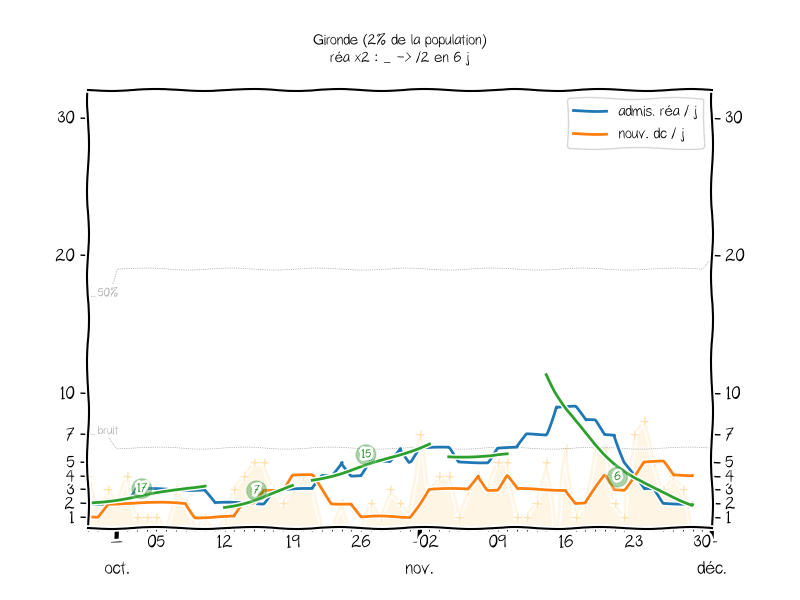 Gironde (2% de la population)
réa x2 : _ -> /2 en 6 j
admis. réa / j
nouv. dc / j
30 30
20 20
50%
10 10
bruit
7 7
5 5
4 4
3 3
2 2
1 1
17 7 15 6
1 05 12 19 26 02 09 16 23 30
oct. nov. déc.